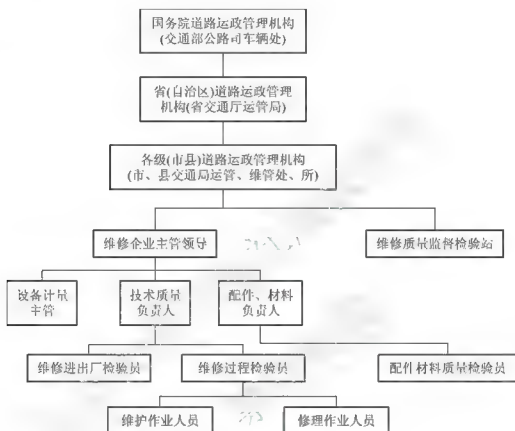 国务院道路运政管理机构
(交通部公路司车辆处)
省(自治区)道路运政管理
机构(省交通厅运管局)
各级(市县)道路运政管理机构
(市、县交通局运管、维管处、所)
维修企业主管领导
维修质量监督检验站
设备计量
主管
技术质量
负责人
配件、材料
负责人
维修进出厂检验员
维修过程检验员
配件材料质量检验员
维护作业人员
修理作业人员